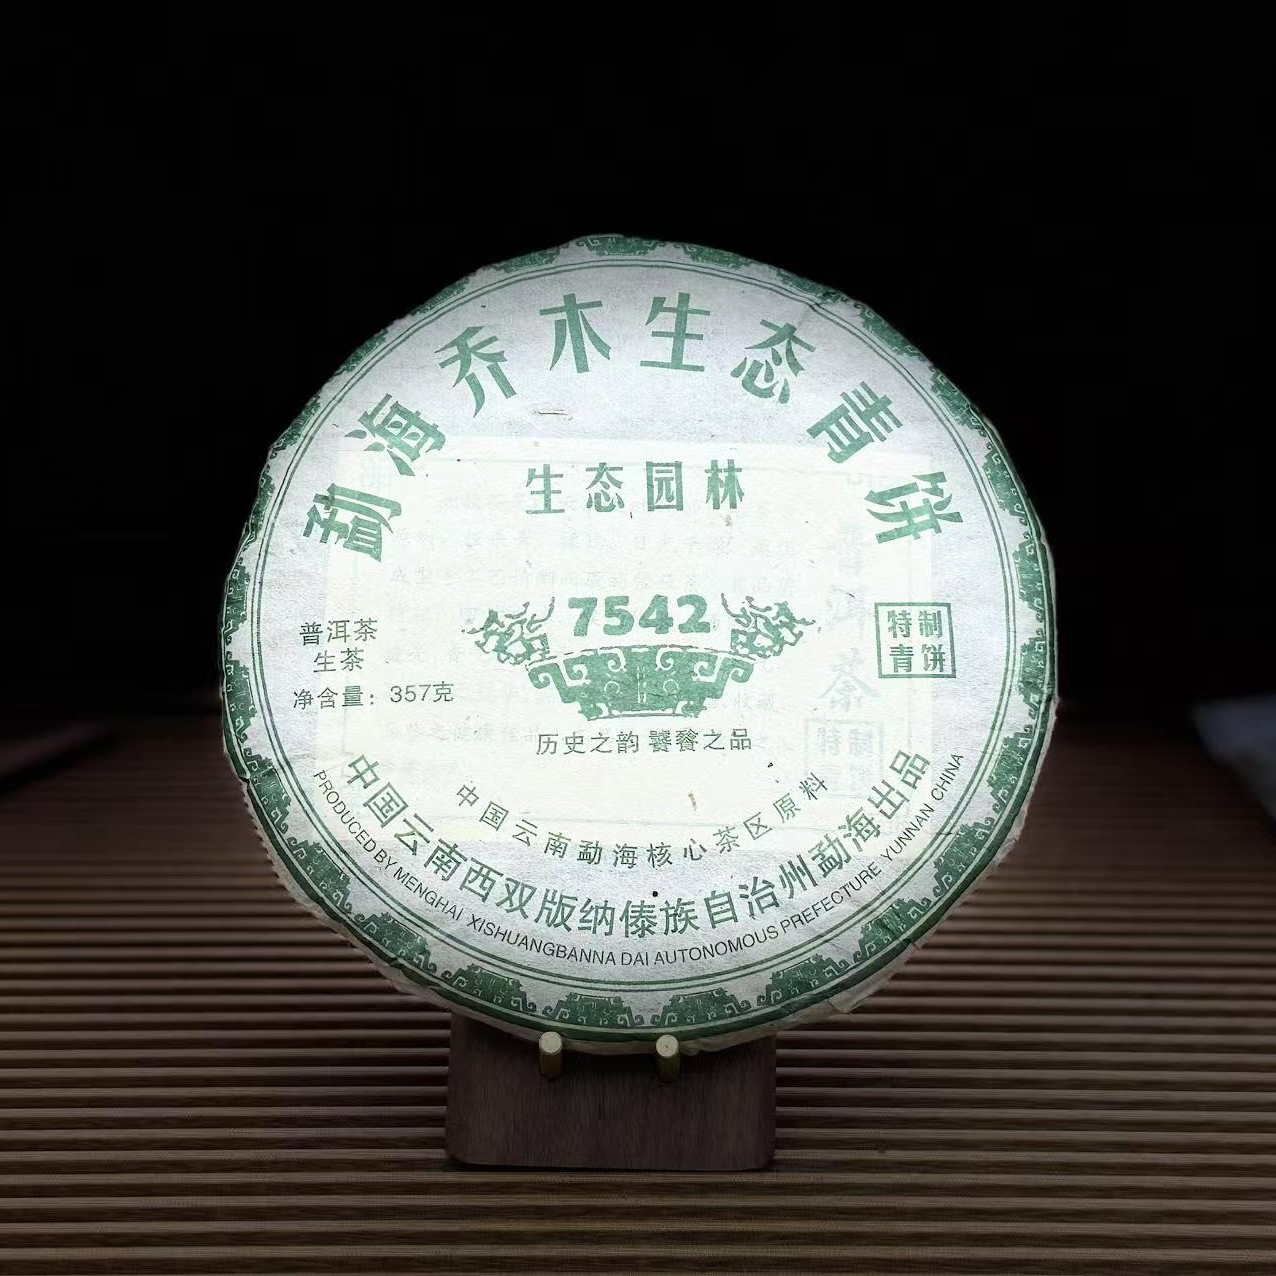 勐海乔木生态青饼
生态园林
7542
普洱茶
生茶
净含量：357克
特制
青饼
历史之韵 饕餮之品
中国云南勐海核心茶区原料
中国云南西双版纳傣族自治州勐海出品
PRODUCED BY MENGHAI XISHUANGBANNA DAI AUTONOMOUS PREFECTURE YUNNAN CHINA